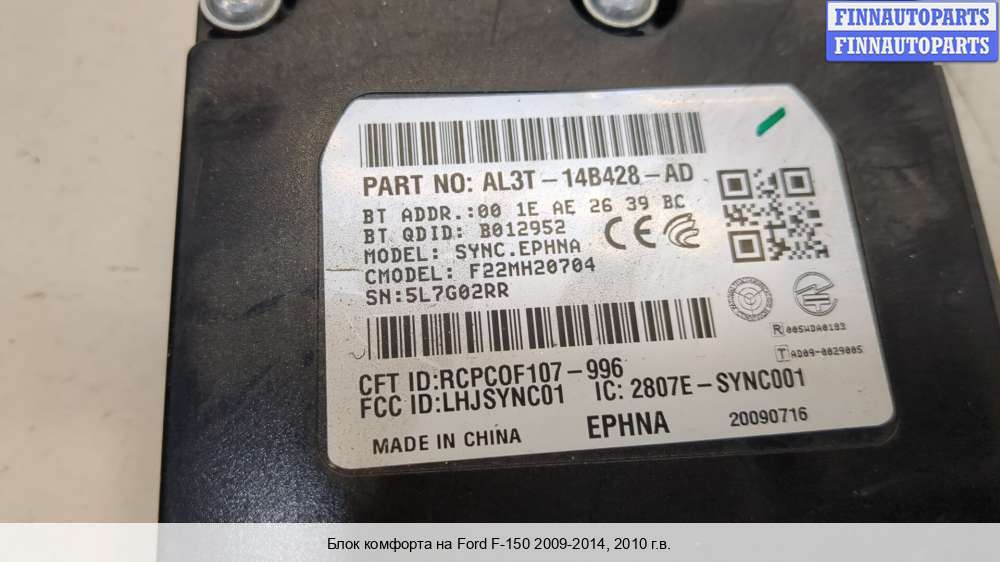 FINNAUTOPARTS
FINNAUTOPARTS
PART NO: AL3T-14B428-AD
BT ADDR.:00 1E AE 26 39 BC
BT QDID: B012952
MODEL: SYNC.EPHNA
CMODEL: F22MH20704
SN:5L7G02RR
CE
R 005WDA0183
T AD09-0029005
CFT ID:RCPCOF107-996
FCC ID:LHJSYNC01 IC: 2807E-SYNC001
MADE IN CHINA EPHNA 20090716
Блок комфорта на Ford F-150 2009-2014, 2010 г.в.